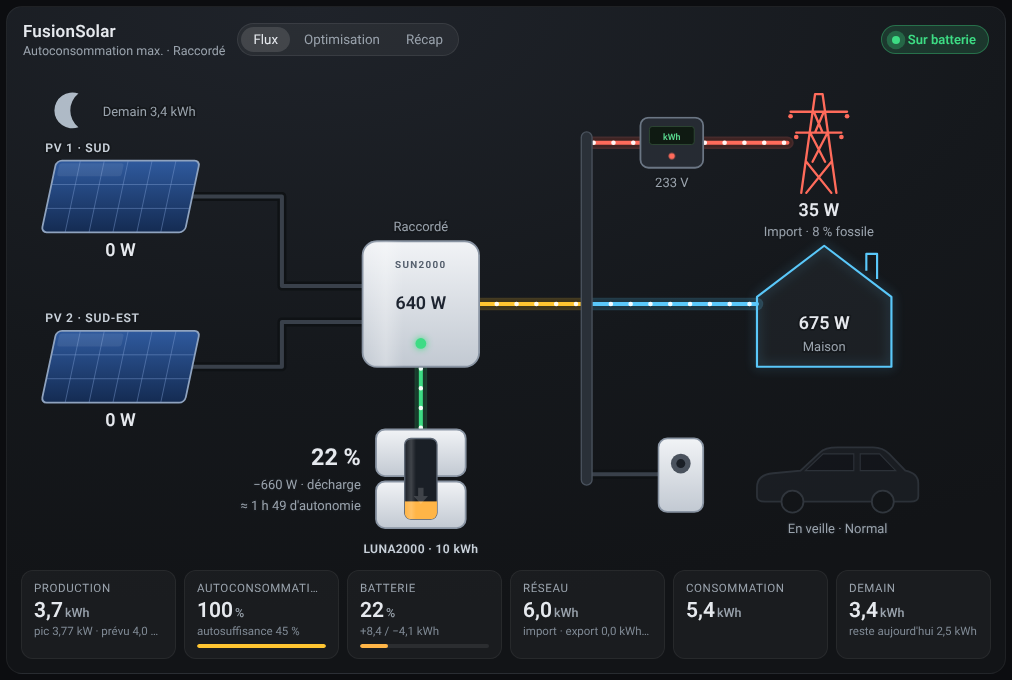 FusionSolar
Autoconsommation max. · Raccordé
Flux
Optimisation
Récap
Sur batterie
Demain 3,4 kWh
PV 1 · SUD
0 W
PV 2 · SUD-EST
0 W
Raccordé
SUN2000
640 W
kWh
233 V
35 W
Import · 8 % fossile
675 W
Maison
22 %
−660 W · décharge
≈ 1 h 49 d'autonomie
LUNA2000 · 10 kWh
En veille · Normal
PRODUCTION
3,7 kWh
pic 3,77 kW · prévu 4,0 ...
AUTOCONSOMMATI...
100 %
autosuffisance 45 %
BATTERIE
22 %
+8,4 / −4,1 kWh
RÉSEAU
6,0 kWh
import · export 0,0 kWh...
CONSOMMATION
5,4 kWh
DEMAIN
3,4 kWh
reste aujourd'hui 2,5 kWh